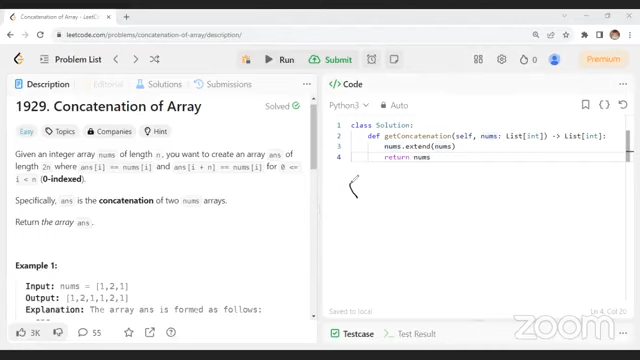 Concatenation of Array - LeetC
leetcode.com/problems/concatenation-of-array/description/
Problem List
Run
Submit
0
Premium
Description
Editorial
Solutions
Submissions
1929. Concatenation of Array
Solved
Easy
Topics
Companies
Hint
Given an integer array nums of length n, you want to create an array ans of
length 2n where ans[i] == nums[i] and ans[i + n] == nums[i] for 0 <=
i < n (0-indexed).
Specifically, ans is the concatenation of two nums arrays.
Return the array ans.
Example 1:
Input: nums = [1,2,1]
Output: [1,2,1,1,2,1]
Explanation: The array ans is formed as follows:
3K
55
Code
Python3
Auto
1 class Solution:
2 def getConcatenation(self, nums: List[int]) -> List[int]:
3 nums.extend(nums)
4 return nums
Saved to local
Ln 4, Col 20
Testcase
Test Result
zoom